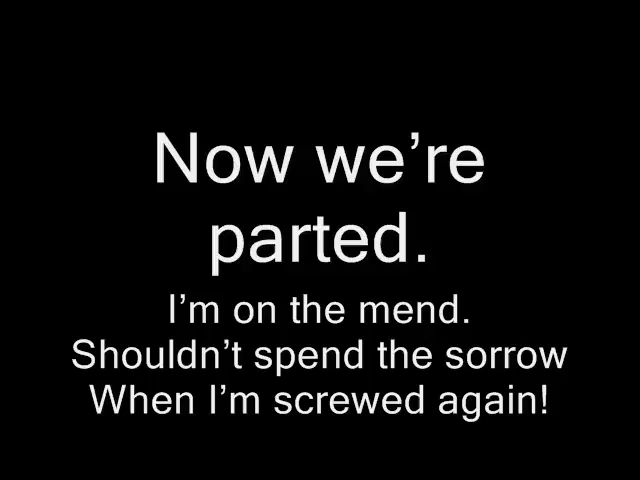 Now we’re
parted.
I’m on the mend.
Shouldn’t spend the sorrow
When I’m screwed again!